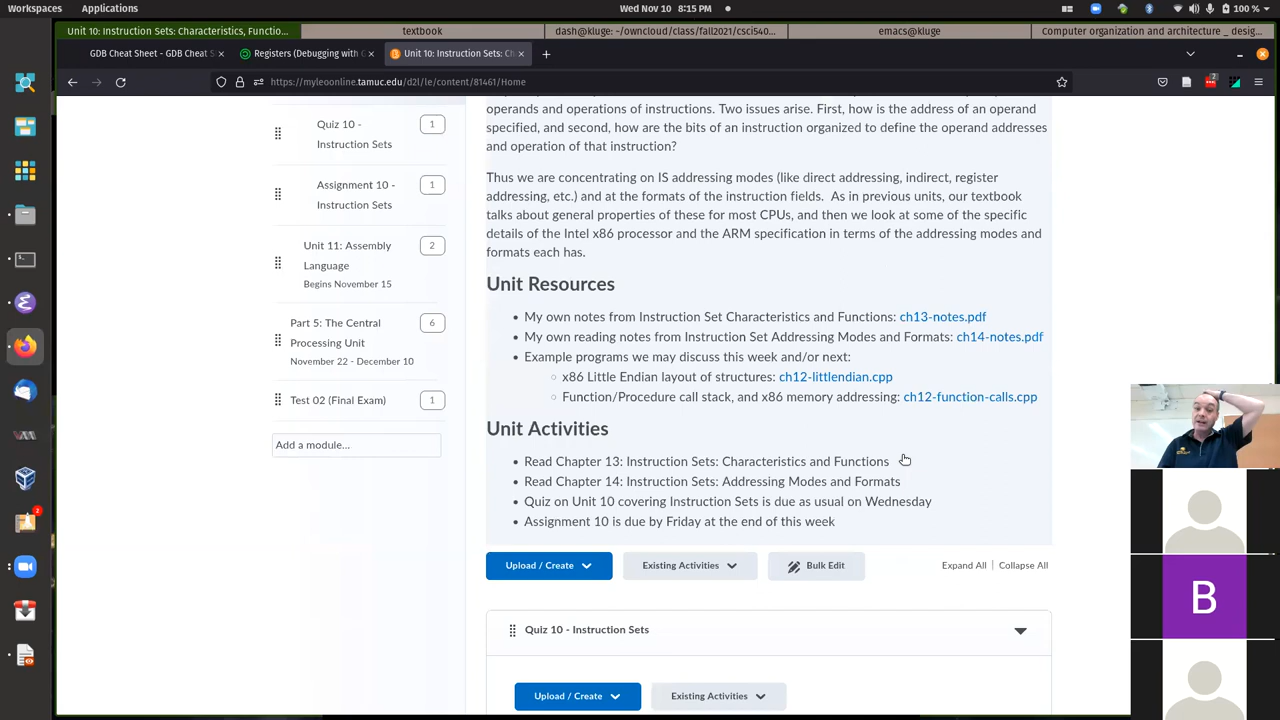 Workspaces Applications Wed Nov 10 8:15 PM 100 %
Unit 10: Instruction Sets: Characteristics, Functio... textbook dash@kluge: ~/owncloud/class/fall2021/csci540... emacs@kluge Computer organization and architecture _ desig...
GDB Cheat Sheet - GDB Cheat S Registers (Debugging with Unit 10: Instruction Sets: Ch
https://myleoonline.tamuc.edu/d2l/le/content/81461/Home
operands and operations of instructions. Two issues arise. First, how is the address of an operand
specified, and second, how are the bits of an instruction organized to define the operand addresses
and operation of that instruction?
Thus we are concentrating on IS addressing modes (like direct addressing, indirect, register
addressing, etc.) and at the formats of the instruction fields. As in previous units, our textbook
talks about general properties of these for most CPUs, and then we look at some of the specific
details of the Intel x86 processor and the ARM specification in terms of the addressing modes and
formats each has.
Unit Resources
My own notes from Instruction Set Characteristics and Functions: ch13-notes.pdf
My own reading notes from Instruction Set Addressing Modes and Formats: ch14-notes.pdf
Example programs we may discuss this week and/or next:
x86 Little Endian layout of structures: ch12-littlendian.cpp
Function/Procedure call stack, and x86 memory addressing: ch12-function-calls.cpp
Unit Activities
Read Chapter 13: Instruction Sets: Characteristics and Functions
Read Chapter 14: Instruction Sets: Addressing Modes and Formats
Quiz on Unit 10 covering Instruction Sets is due as usual on Wednesday
Assignment 10 is due by Friday at the end of this week
Upload / Create Existing Activities Bulk Edit Expand All | Collapse All
Quiz 10 - Instruction Sets
Upload / Create Existing Activities
Quiz 10 - 1
Instruction Sets
Assignment 10 - 1
Instruction Sets
Unit 11: Assembly 2
Language
Begins November 15
Part 5: The Central 6
Processing Unit
November 22 - December 10
Test 02 (Final Exam) 1
Add a module...
B